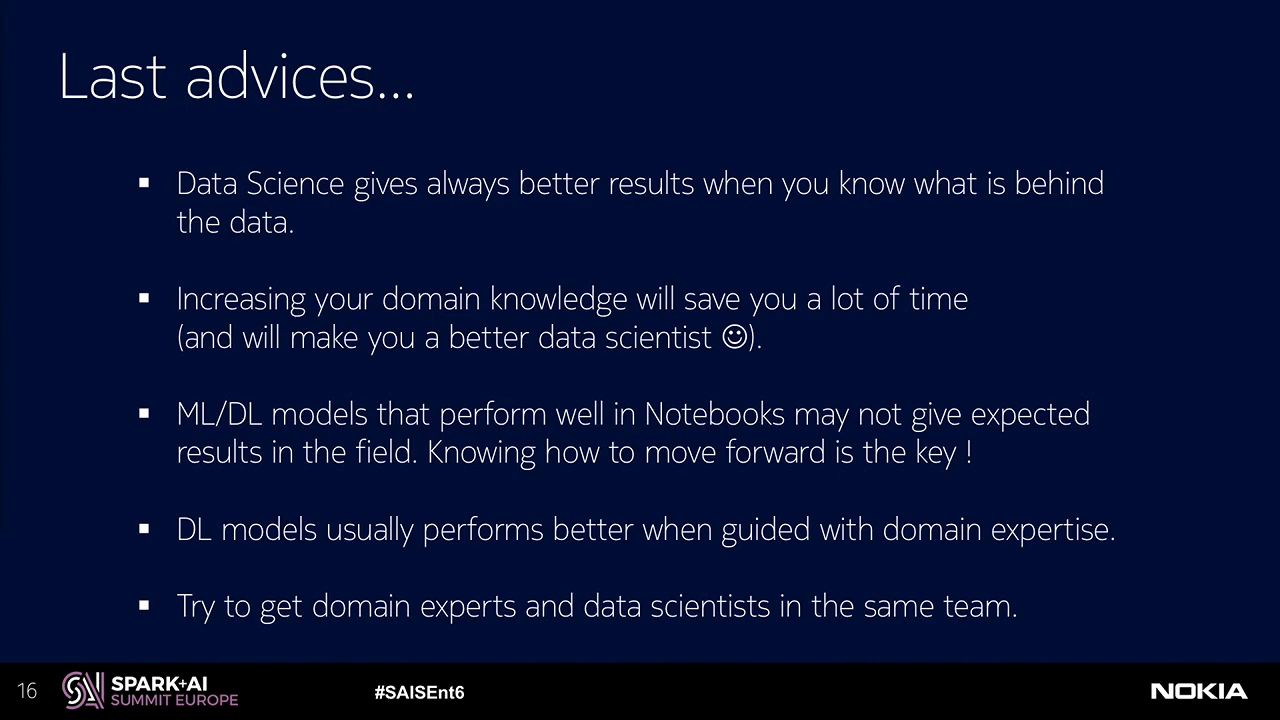 Last advices...
▪ Data Science gives always better results when you know what is behind
the data.
▪ Increasing your domain knowledge will save you a lot of time
(and will make you a better data scientist ☺).
▪ ML/DL models that perform well in Notebooks may not give expected
results in the field. Knowing how to move forward is the key !
▪ DL models usually performs better when guided with domain expertise.
▪ Try to get domain experts and data scientists in the same team.
16
SPARK+AI
SUMMIT EUROPE
#SAISEnt6
NOKIA